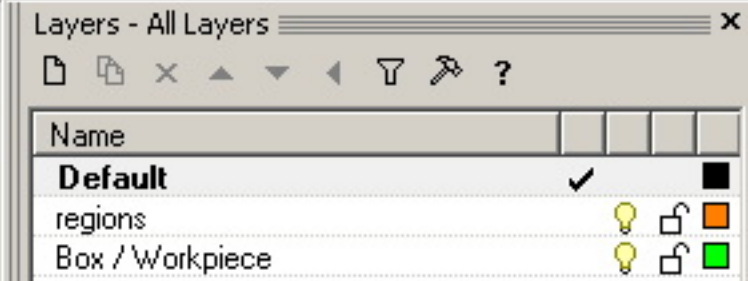 Layers - All Layers
?
Name
Default
regions
Box / Workpiece